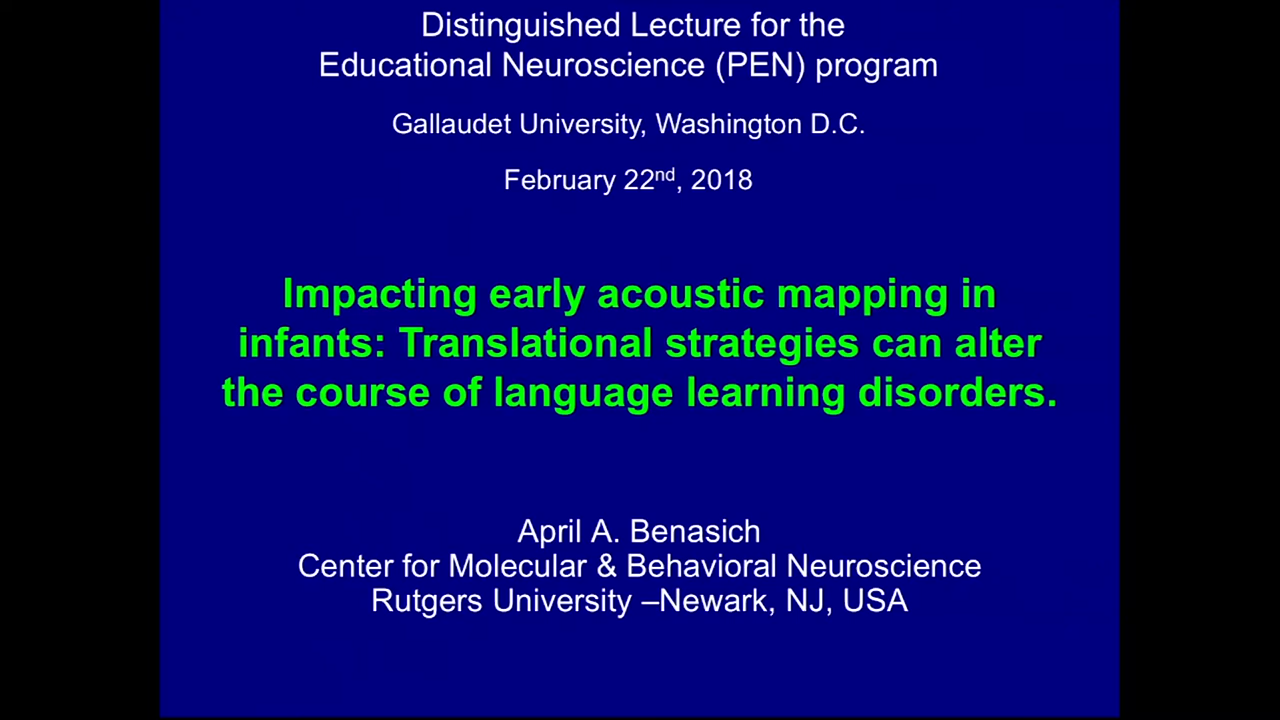 Distinguished Lecture for the
Educational Neuroscience (PEN) program
Gallaudet University, Washington D.C.
February 22nd, 2018
Impacting early acoustic mapping in
infants: Translational strategies can alter
the course of language learning disorders.
April A. Benasich
Center for Molecular & Behavioral Neuroscience
Rutgers University –Newark, NJ, USA